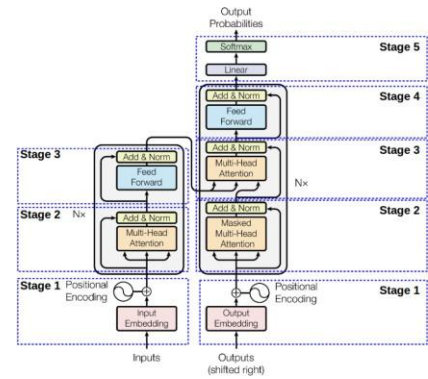 Output
Probabilities
Softmax
Stage 5
Linear
Add & Norm
Stage 4
Feed
Forward
Add & Norm
Stage 3
Multi-Head
Attention
N×
Stage 3
Add & Norm
Feed
Forward
Stage 2
N×
Add & Norm
Multi-Head
Attention
Add & Norm
Stage 2
Masked
Multi-Head
Attention
Stage 1
Positional
Encoding
Input
Embedding
Inputs
Positional
Encoding
Stage 1
Output
Embedding
Outputs
(shifted right)